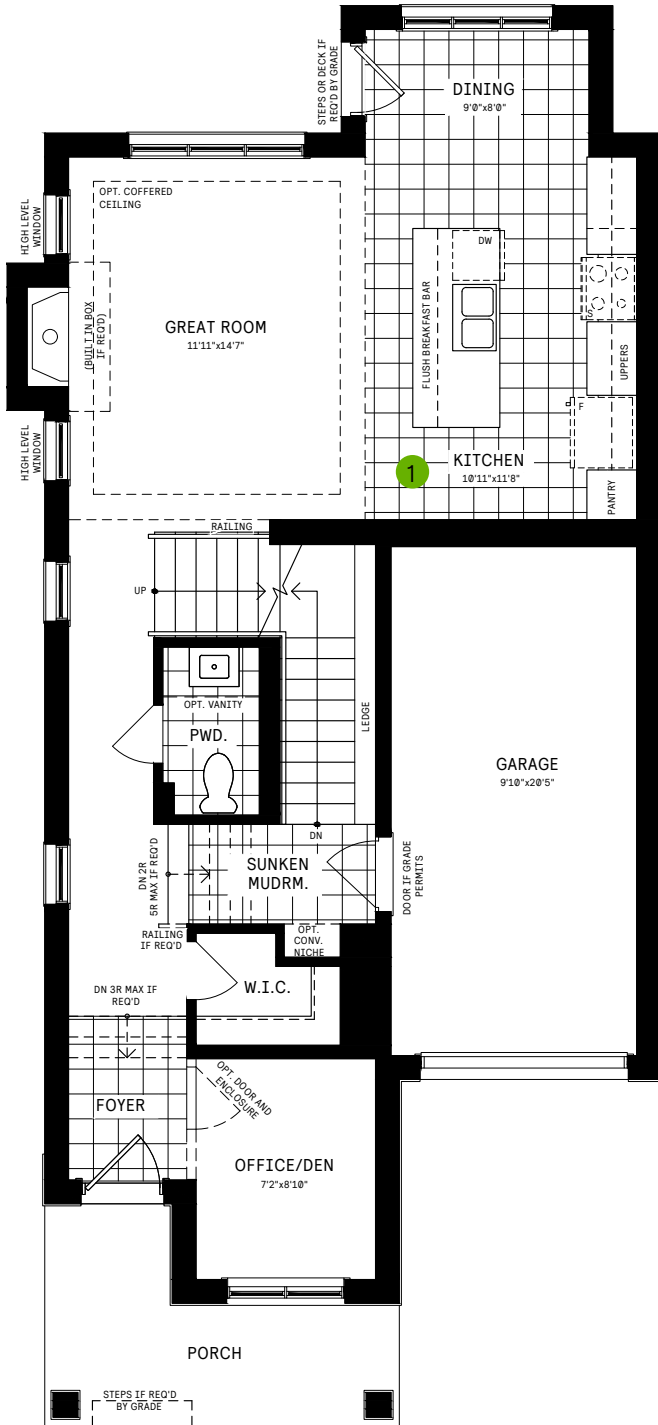 STEPS OR DECK IF
REQ'D BY GRADE
DINING
9'0"x8'0"
OPT. COFFERED
CEILING
HIGH LEVEL
WINDOW
DW
FLUSH BREAKFAST BAR
S
UPPERS
GREAT ROOM
11'11"x14'7"
(BUILT IN BOX
IF REQ'D)
F
HIGH LEVEL
WINDOW
1
KITCHEN
10'11"x11'8"
PANTRY
RAILING
UP
LEDGE
OPT. VANITY
PWD.
GARAGE
9'10"x20'5"
DN
DN 2R
5R MAX IF REQ'D
SUNKEN
MUDRM.
DOOR IF GRADE
PERMITS
RAILING
IF REQ'D
OPT.
CONV.
NICHE
W.I.C.
DN 3R MAX IF
REQ'D
FOYER
OPT. DOOR AND
ENCLOSURE
OFFICE/DEN
7'2"x8'10"
PORCH
STEPS IF REQ'D
BY GRADE